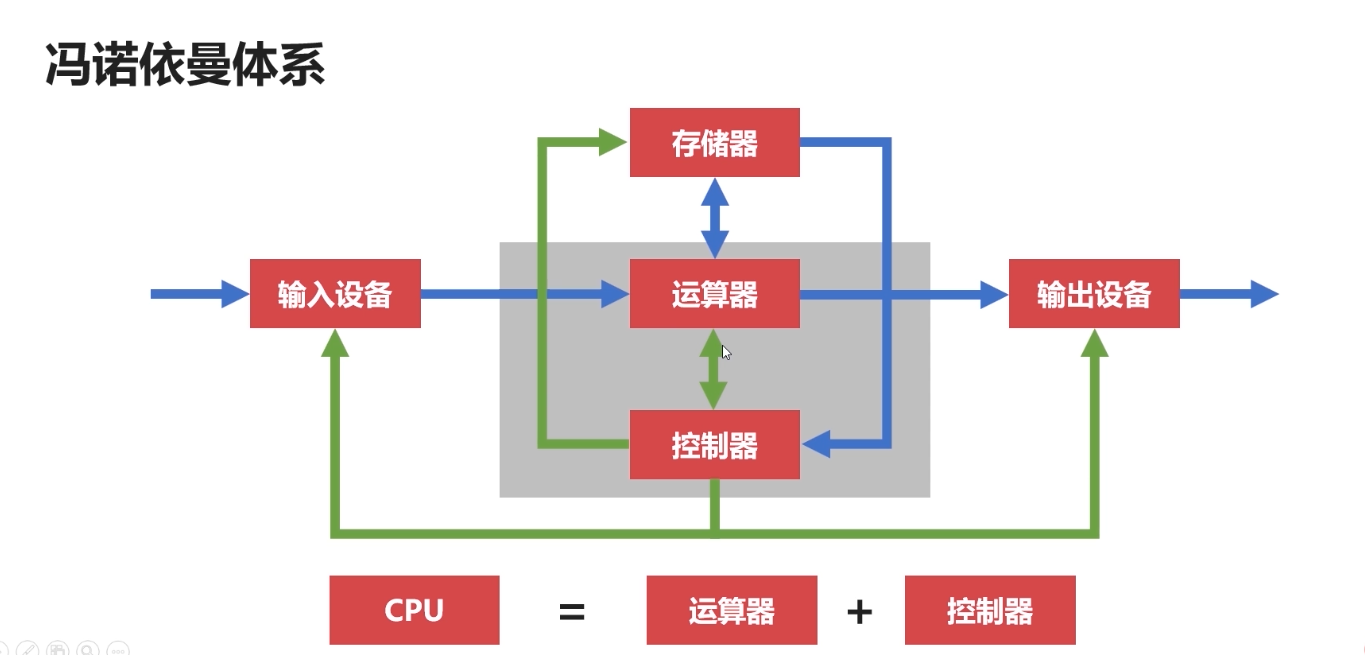 冯诺依曼体系
存储器
输入设备
运算器
输出设备
控制器
CPU = 运算器 + 控制器